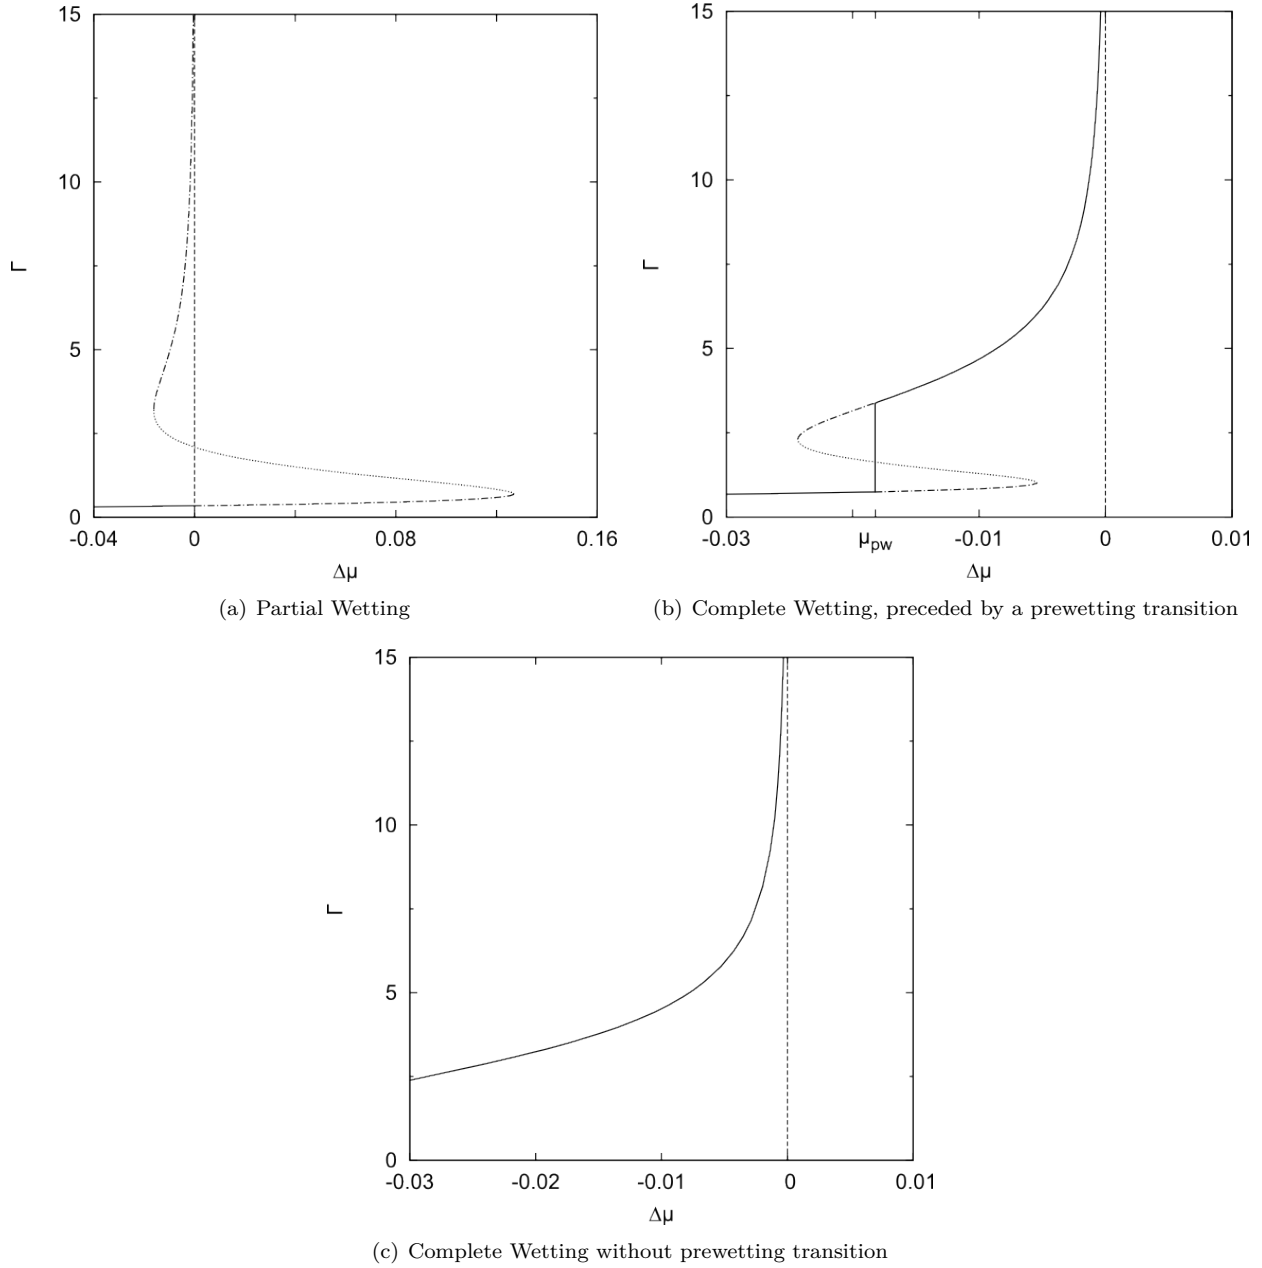 15
10
5
0
Γ
-0.04
0
0.08
0.16
Δμ
(a) Partial Wetting
15
10
5
0
Γ
-0.03
μpw
-0.01
0
0.01
Δμ
(b) Complete Wetting, preceded by a prewetting transition
15
10
5
0
Γ
-0.03
-0.02
-0.01
0
0.01
Δμ
(c) Complete Wetting without prewetting transition